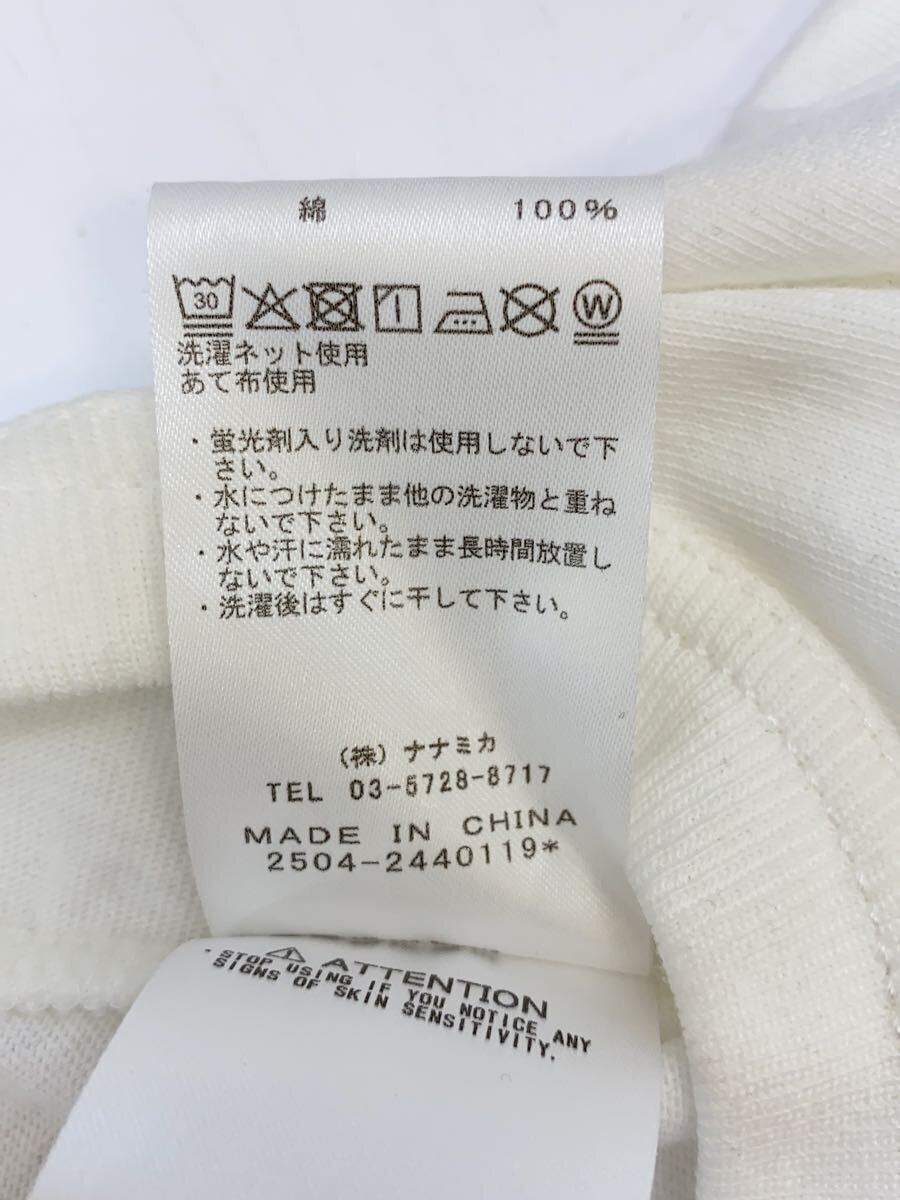 綿 100%
30 W
洗濯ネット使用
あて布使用
・蛍光剤入り洗剤は使用しないで下
さい。
・水につけたまま他の洗濯物と重ね
ないで下さい。
・水や汗に濡れたまま長時間放置し
ないで下さい。
・洗濯後はすぐに干して下さい。
(株) ナナミカ
TEL 03-5728-8717
MADE IN CHINA
2504-2440119*
ATTENTION
・STOP USING IF YOU NOTICE ANY
SIGNS OF SKIN SENSITIVITY.